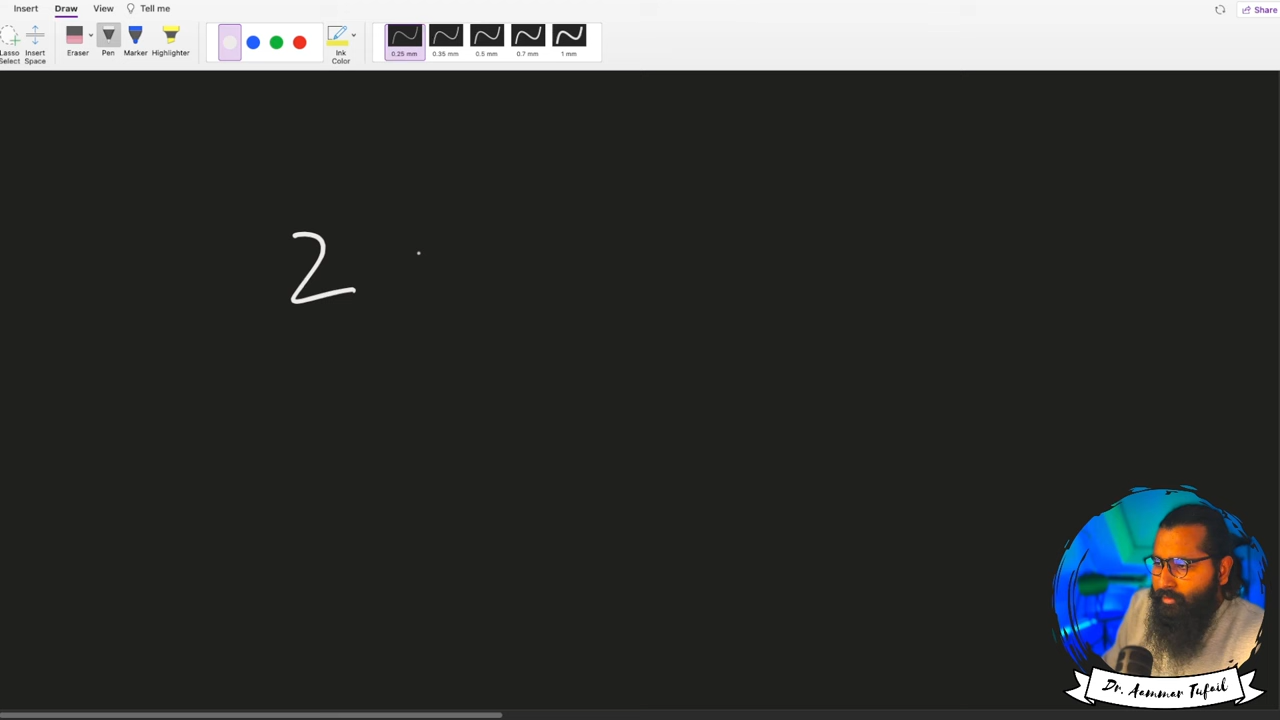 Insert Draw View Tell me
Share
Lasso Select
Insert Space
Eraser
Pen
Marker
Highlighter
Ink Color
0.25 mm 0.35 mm 0.5 mm 0.7 mm 1 mm
2
Dr. Aammar Tufail